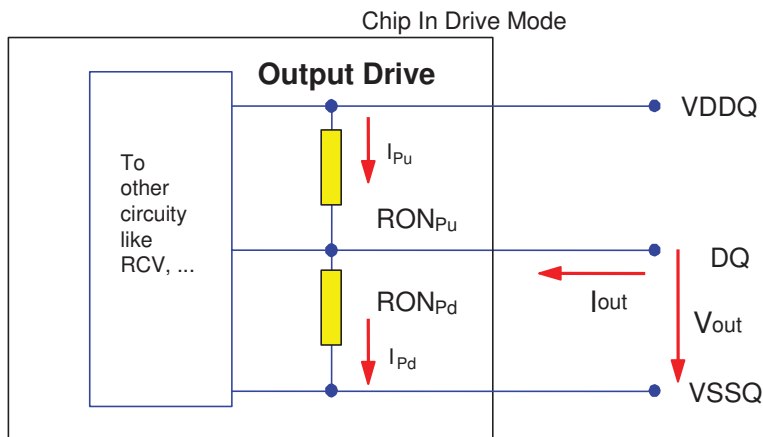 Chip In Drive Mode
Output Drive
VDDQ
IPu
To
other
circuity
like
RCV, ...
RONPu
DQ
RONPd
Iout
Vout
IPd
VSSQ